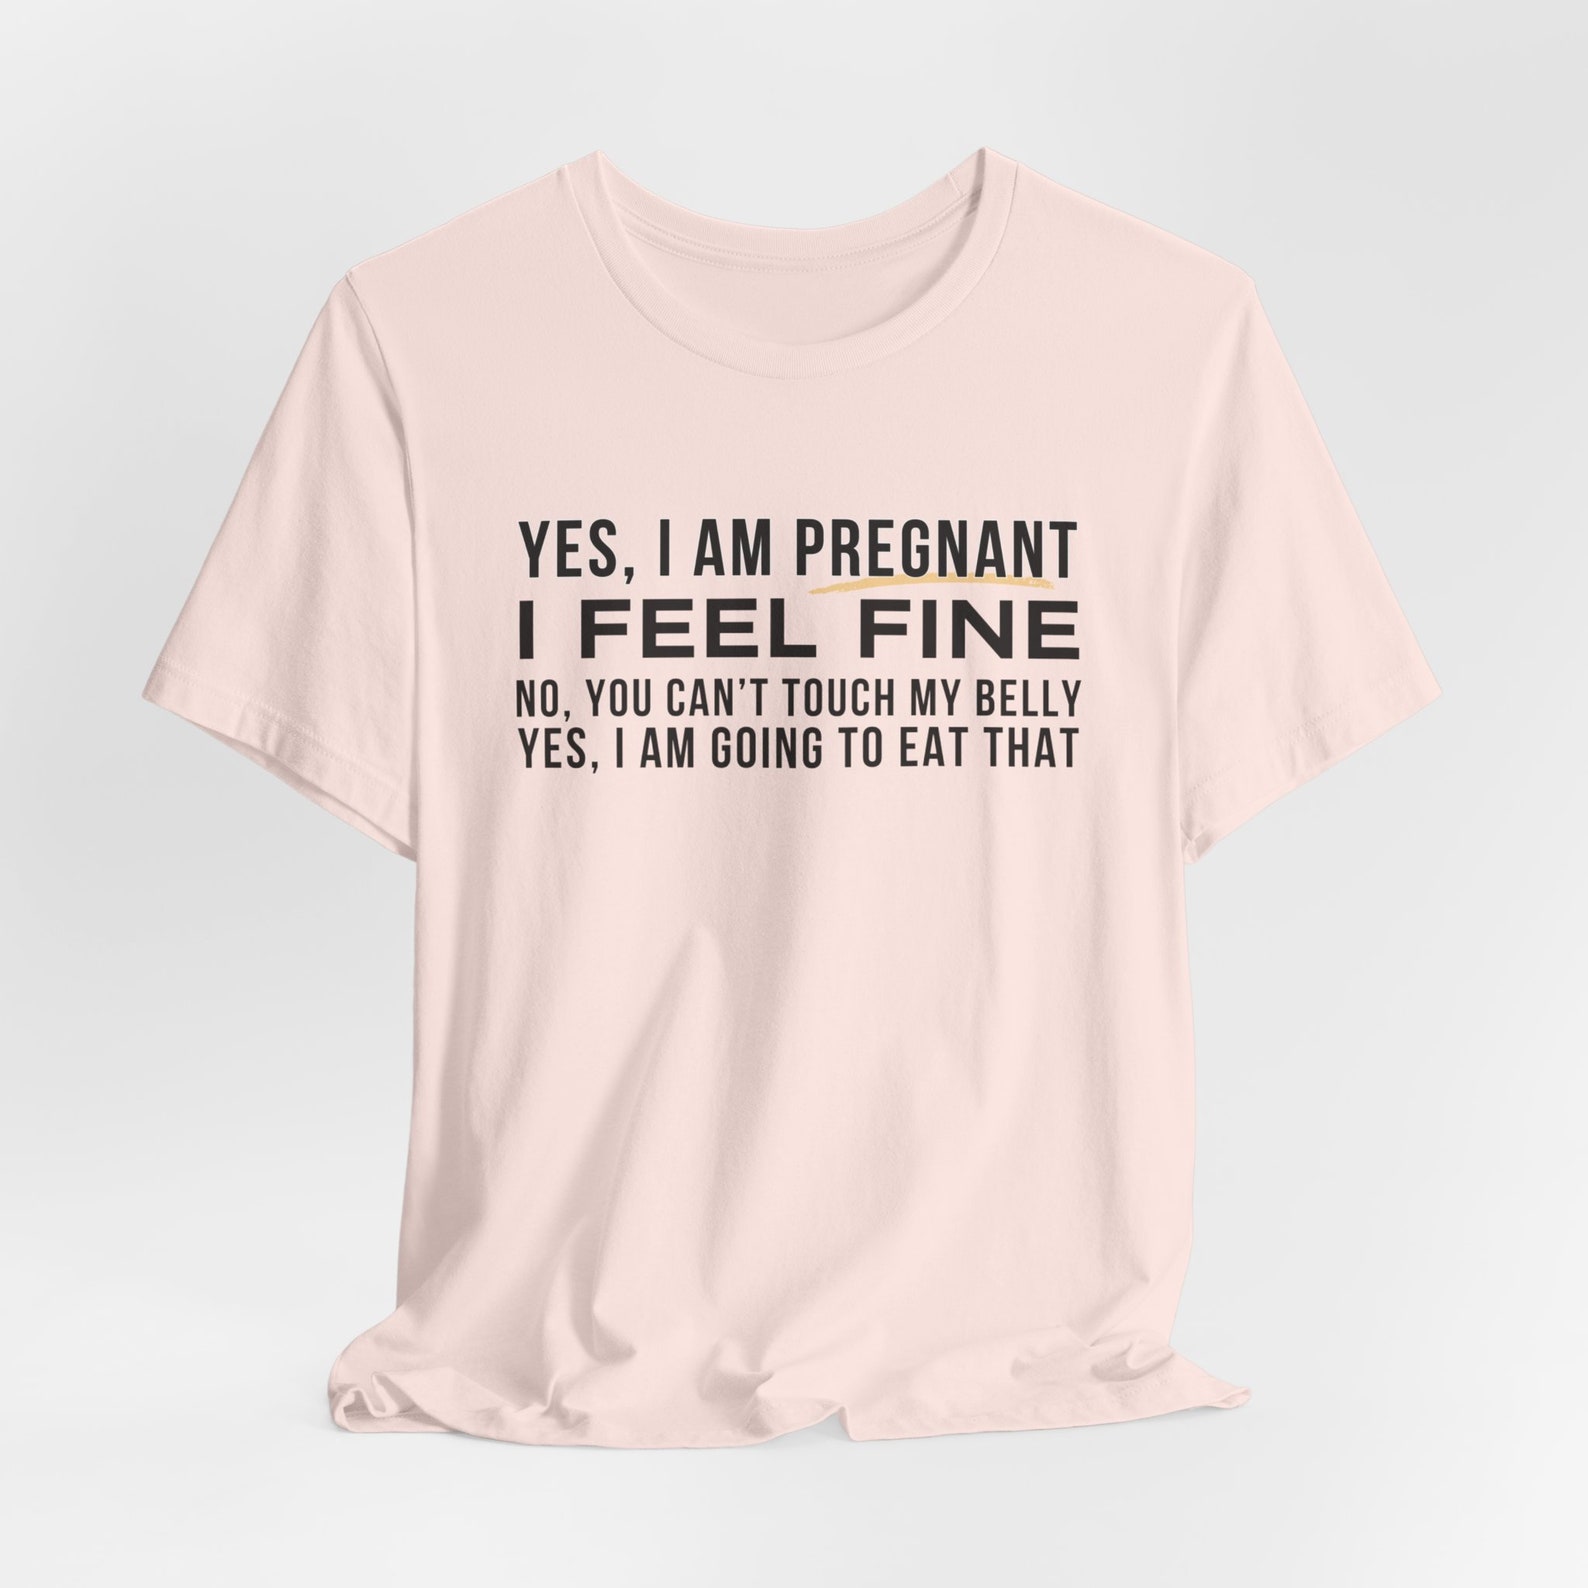 YES, I AM PREGNANT
I FEEL FINE
NO, YOU CAN’T TOUCH MY BELLY
YES, I AM GOING TO EAT THAT